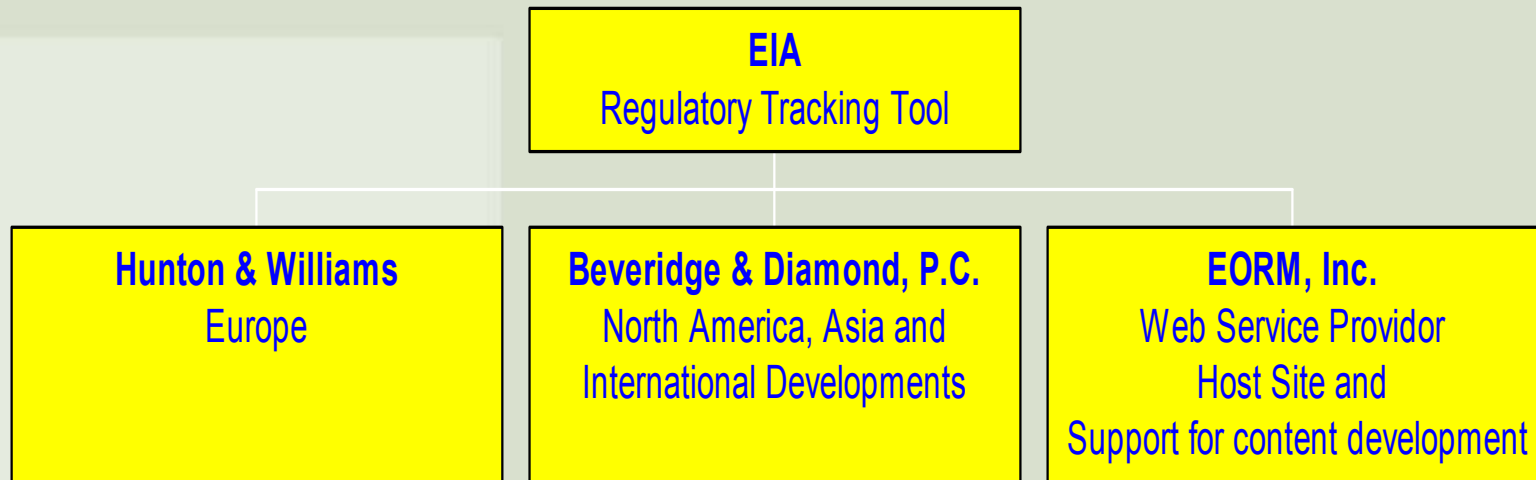 EIA
Regulatory Tracking Tool
Hunton & Williams
Europe
Beveridge & Diamond, P.C.
North America, Asia and
International Developments
EORM, Inc.
Web Service Providor
Host Site and
Support for content development